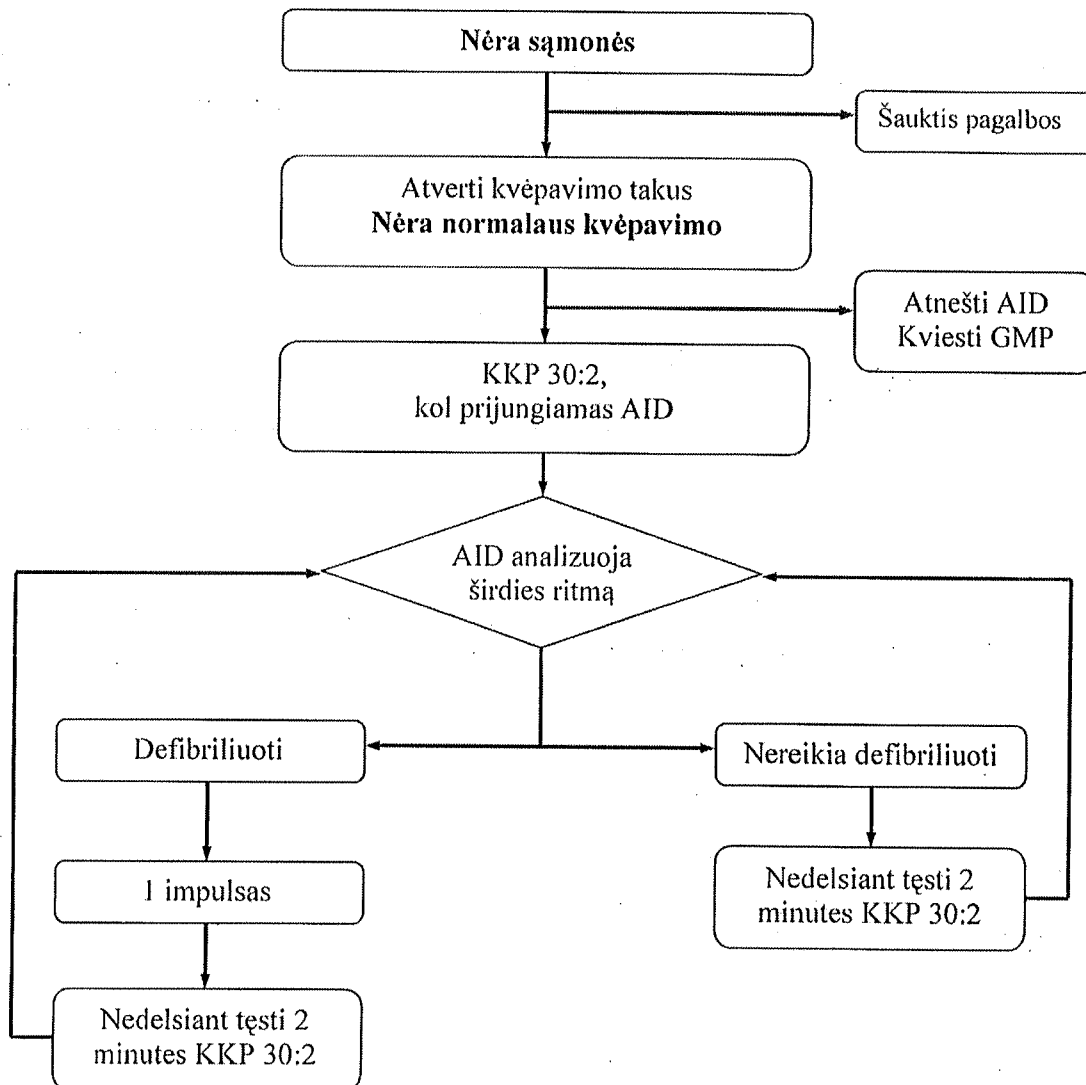 Nėra sąmonės
Šauktis pagalbos
Atverti kvėpavimo takus
Nėra normalaus kvėpavimo
Atnešti AID
Kviesti GMP
KKP 30:2,
kol prijungiamas AID
AID analizuoja
širdies ritmą
Defibriliuoti
Nereikia defibriliuoti
1 impulsas
Nedelsiant tęsti 2
minutes KKP 30:2
Nedelsiant tęsti 2
minutes KKP 30:2